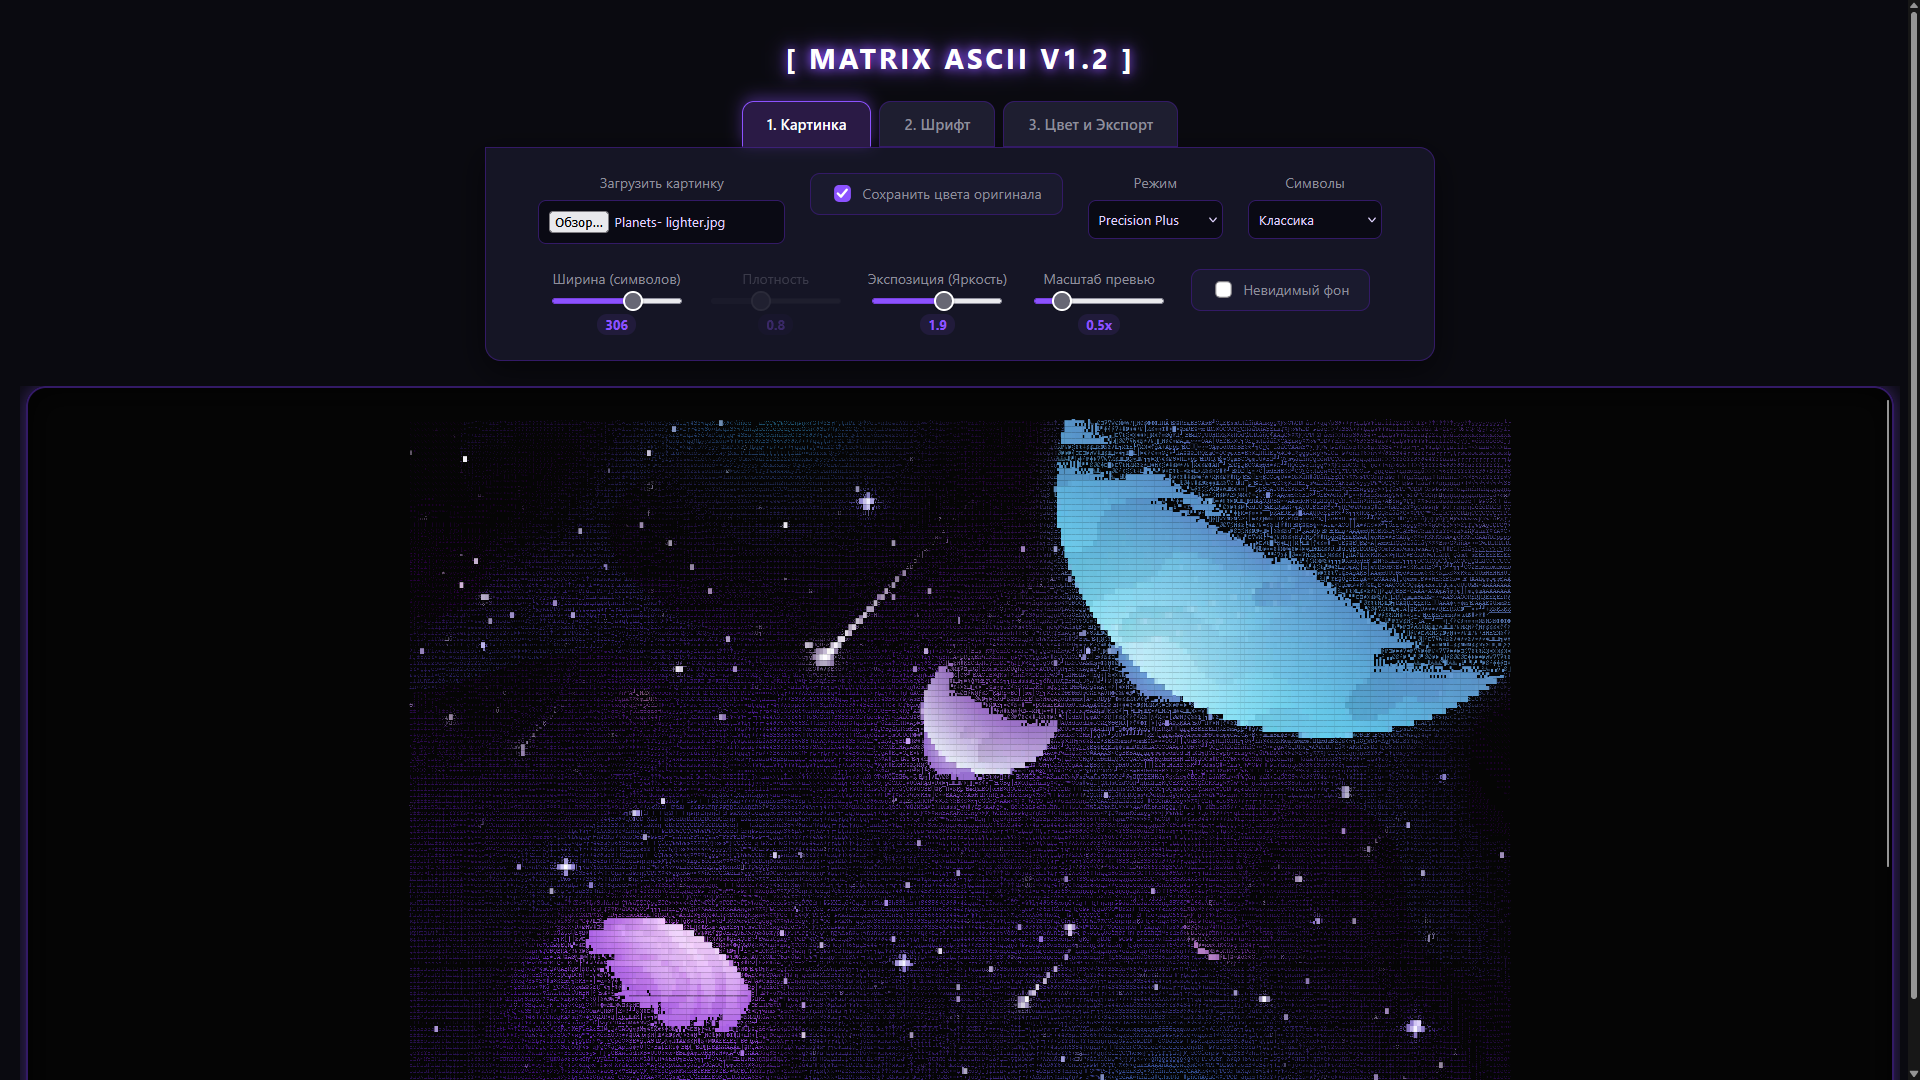 [ MATRIX ASCII V1.2 ]
1. Картинка
2. Шрифт
3. Цвет и Экспорт
Загрузить картинку
Обзор... Planets- lighter.jpg
Сохранить цвета оригинала
Режим
Precision Plus
Символы
Классика
Ширина (символов)
306
Плотность
0.8
Экспозиция (Яркость)
1.9
Масштаб превью
0.5x
Невидимый фон